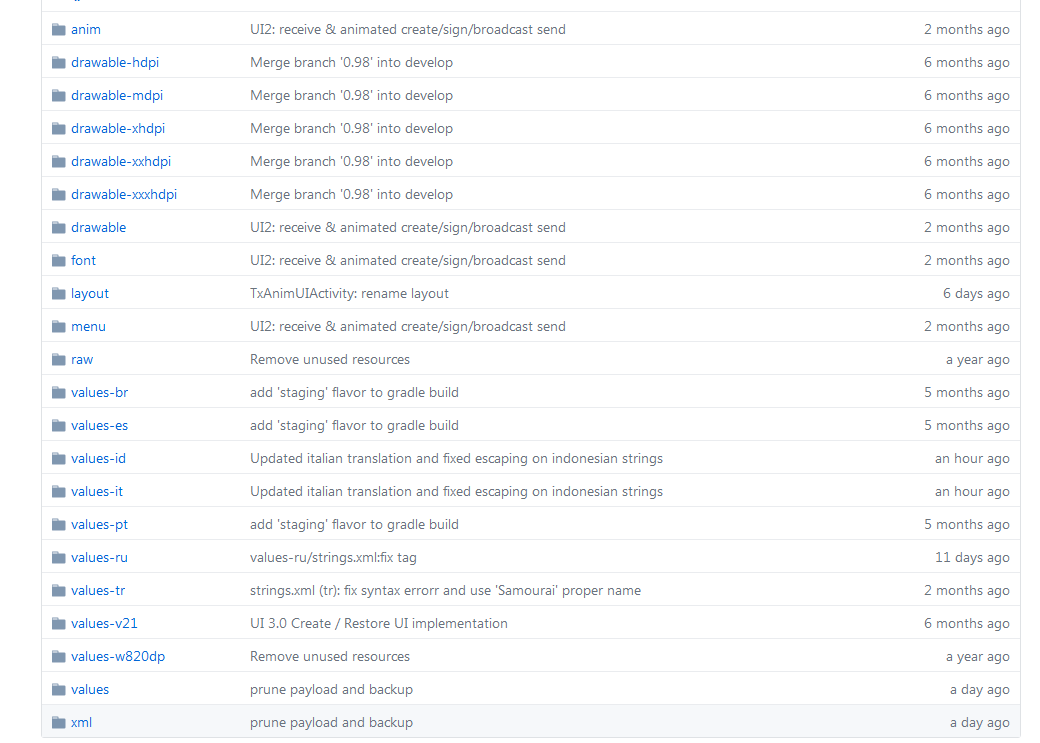 anim UI2: receive & animated create/sign/broadcast send 2 months ago
drawable-hdpi Merge branch '0.98' into develop 6 months ago
drawable-mdpi Merge branch '0.98' into develop 6 months ago
drawable-xhdpi Merge branch '0.98' into develop 6 months ago
drawable-xxhdpi Merge branch '0.98' into develop 6 months ago
drawable-xxxhdpi Merge branch '0.98' into develop 6 months ago
drawable UI2: receive & animated create/sign/broadcast send 2 months ago
font UI2: receive & animated create/sign/broadcast send 2 months ago
layout TxAnimUIActivity: rename layout 6 days ago
menu UI2: receive & animated create/sign/broadcast send 2 months ago
raw Remove unused resources a year ago
values-br add 'staging' flavor to gradle build 5 months ago
values-es add 'staging' flavor to gradle build 5 months ago
values-id Updated italian translation and fixed escaping on indonesian strings an hour ago
values-it Updated italian translation and fixed escaping on indonesian strings an hour ago
values-pt add 'staging' flavor to gradle build 5 months ago
values-ru values-ru/strings.xml:fix tag 11 days ago
values-tr strings.xml (tr): fix syntax errorr and use 'Samourai' proper name 2 months ago
values-v21 UI 3.0 Create / Restore UI implementation 6 months ago
values-w820dp Remove unused resources a year ago
values prune payload and backup a day ago
xml prune payload and backup a day ago